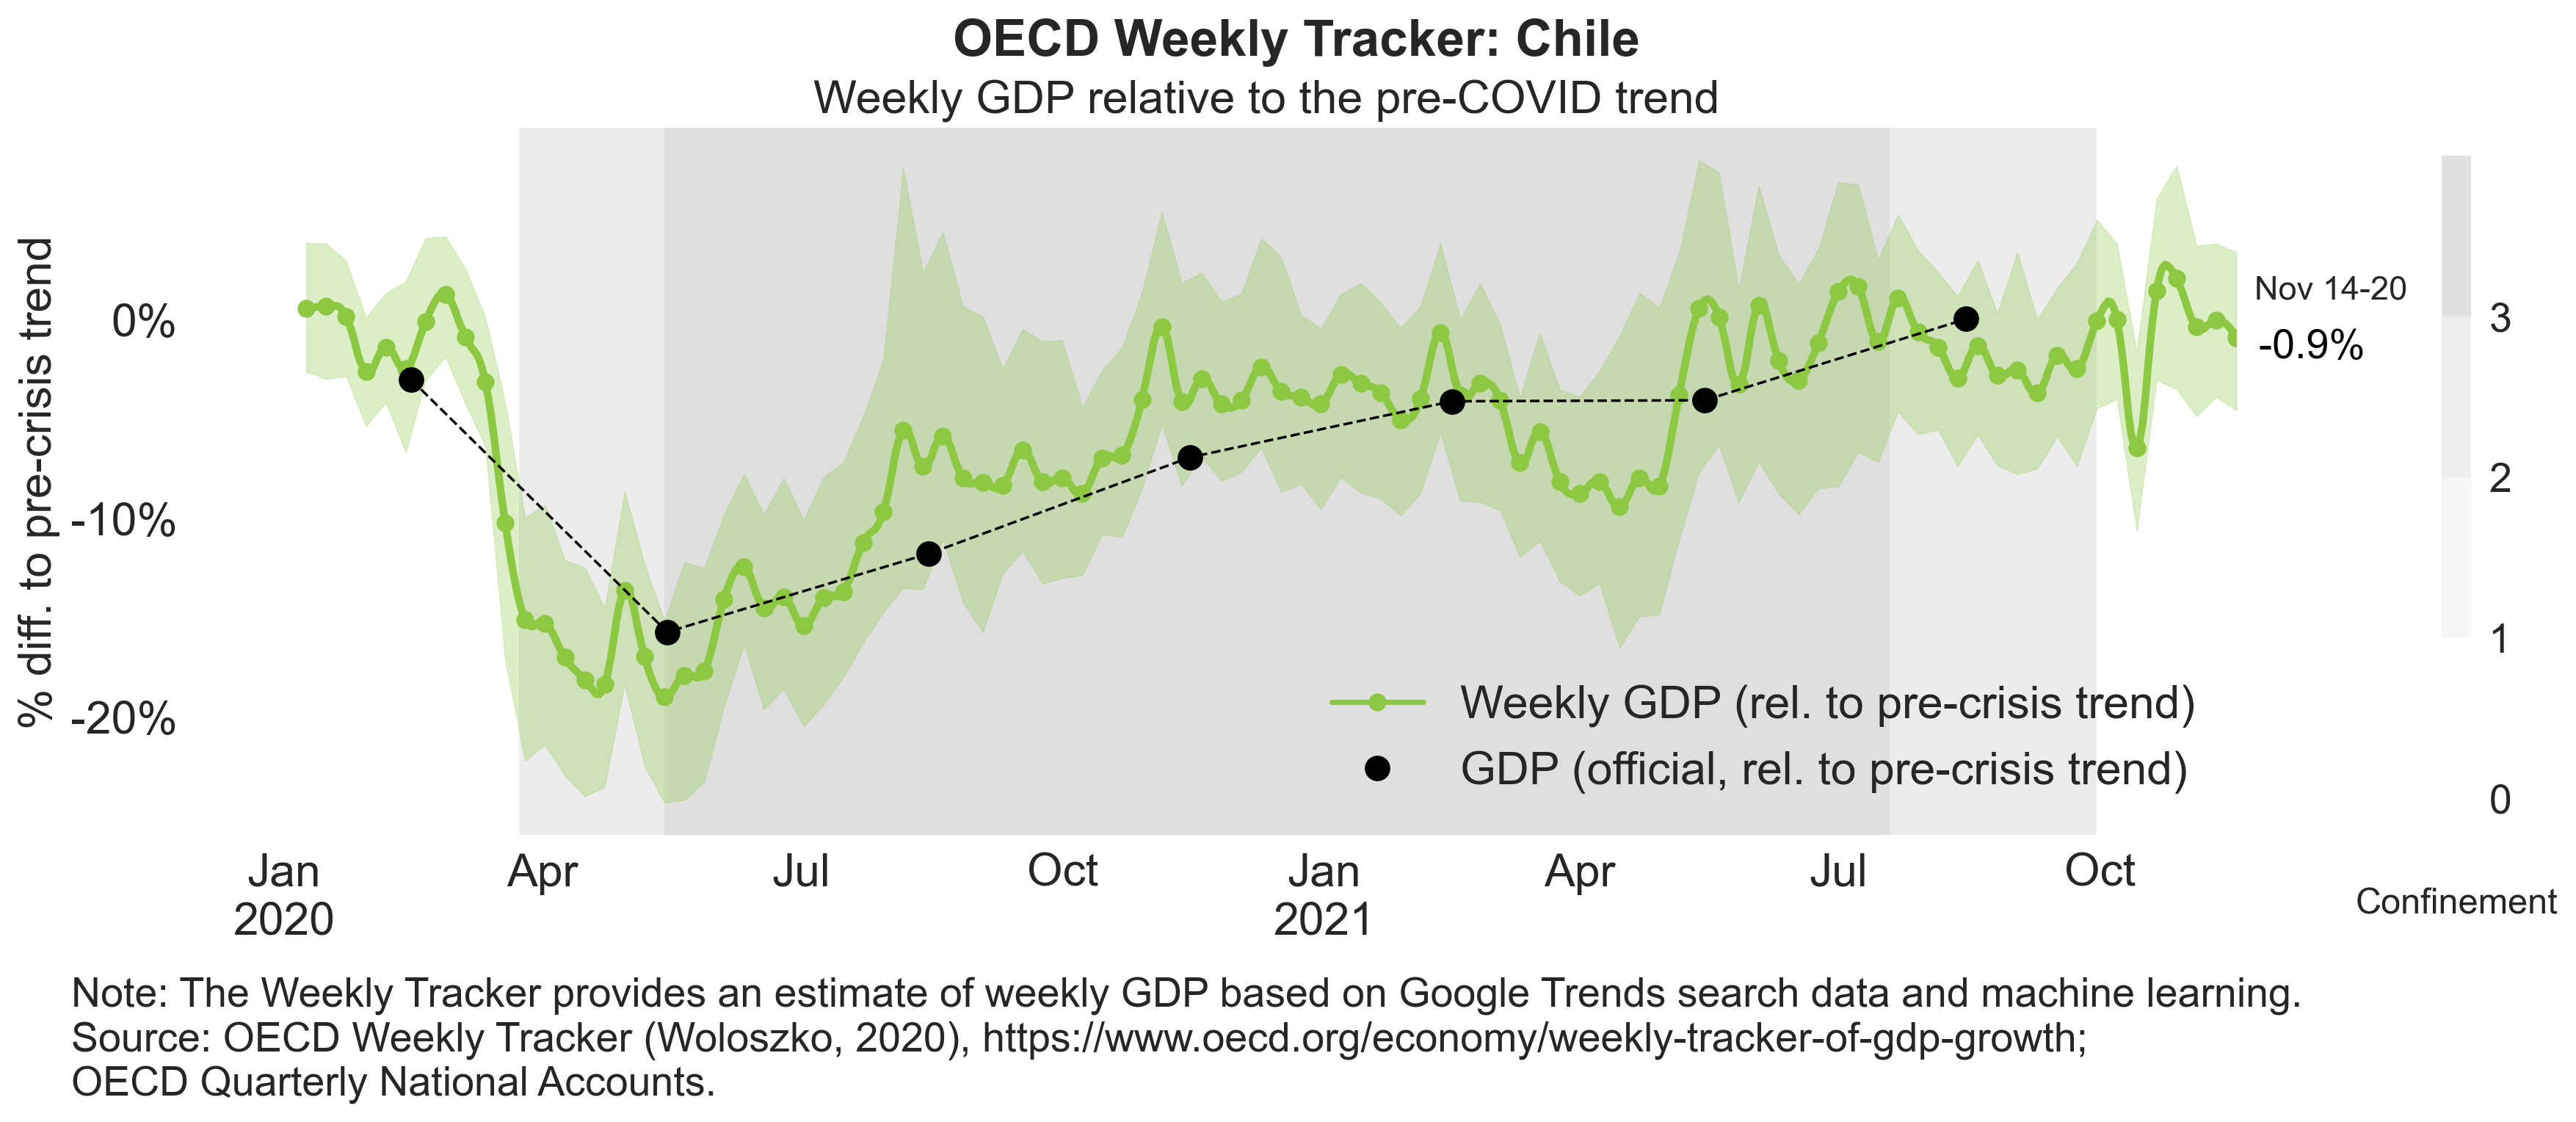 OECD Weekly Tracker: Chile
Weekly GDP relative to the pre-COVID trend
% diff. to pre-crisis trend
0%
-10%
-20%
Nov 14-20
-0.9%
3
2
1
0
Confinement
Weekly GDP (rel. to pre-crisis trend)
GDP (official, rel. to pre-crisis trend)
Jan Apr Jul Oct Jan Apr Jul Oct
2020 2021
Note: The Weekly Tracker provides an estimate of weekly GDP based on Google Trends search data and machine learning.
Source: OECD Weekly Tracker (Woloszko, 2020), https://www.oecd.org/economy/weekly-tracker-of-gdp-growth;
OECD Quarterly National Accounts.